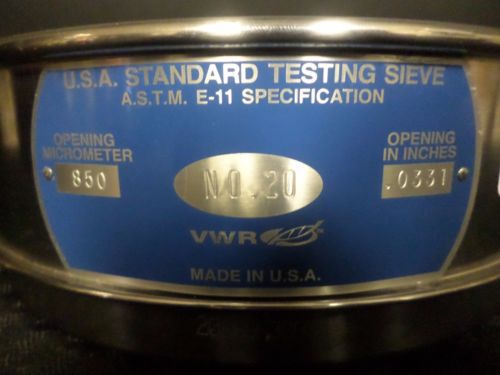 U.S.A. STANDARD TESTING SIEVE
A.S.T.M. E-11 SPECIFICATION
OPENING
MICROMETER
850
NO.20
OPENING
IN INCHES
.0331
VWR
MADE IN U.S.A.